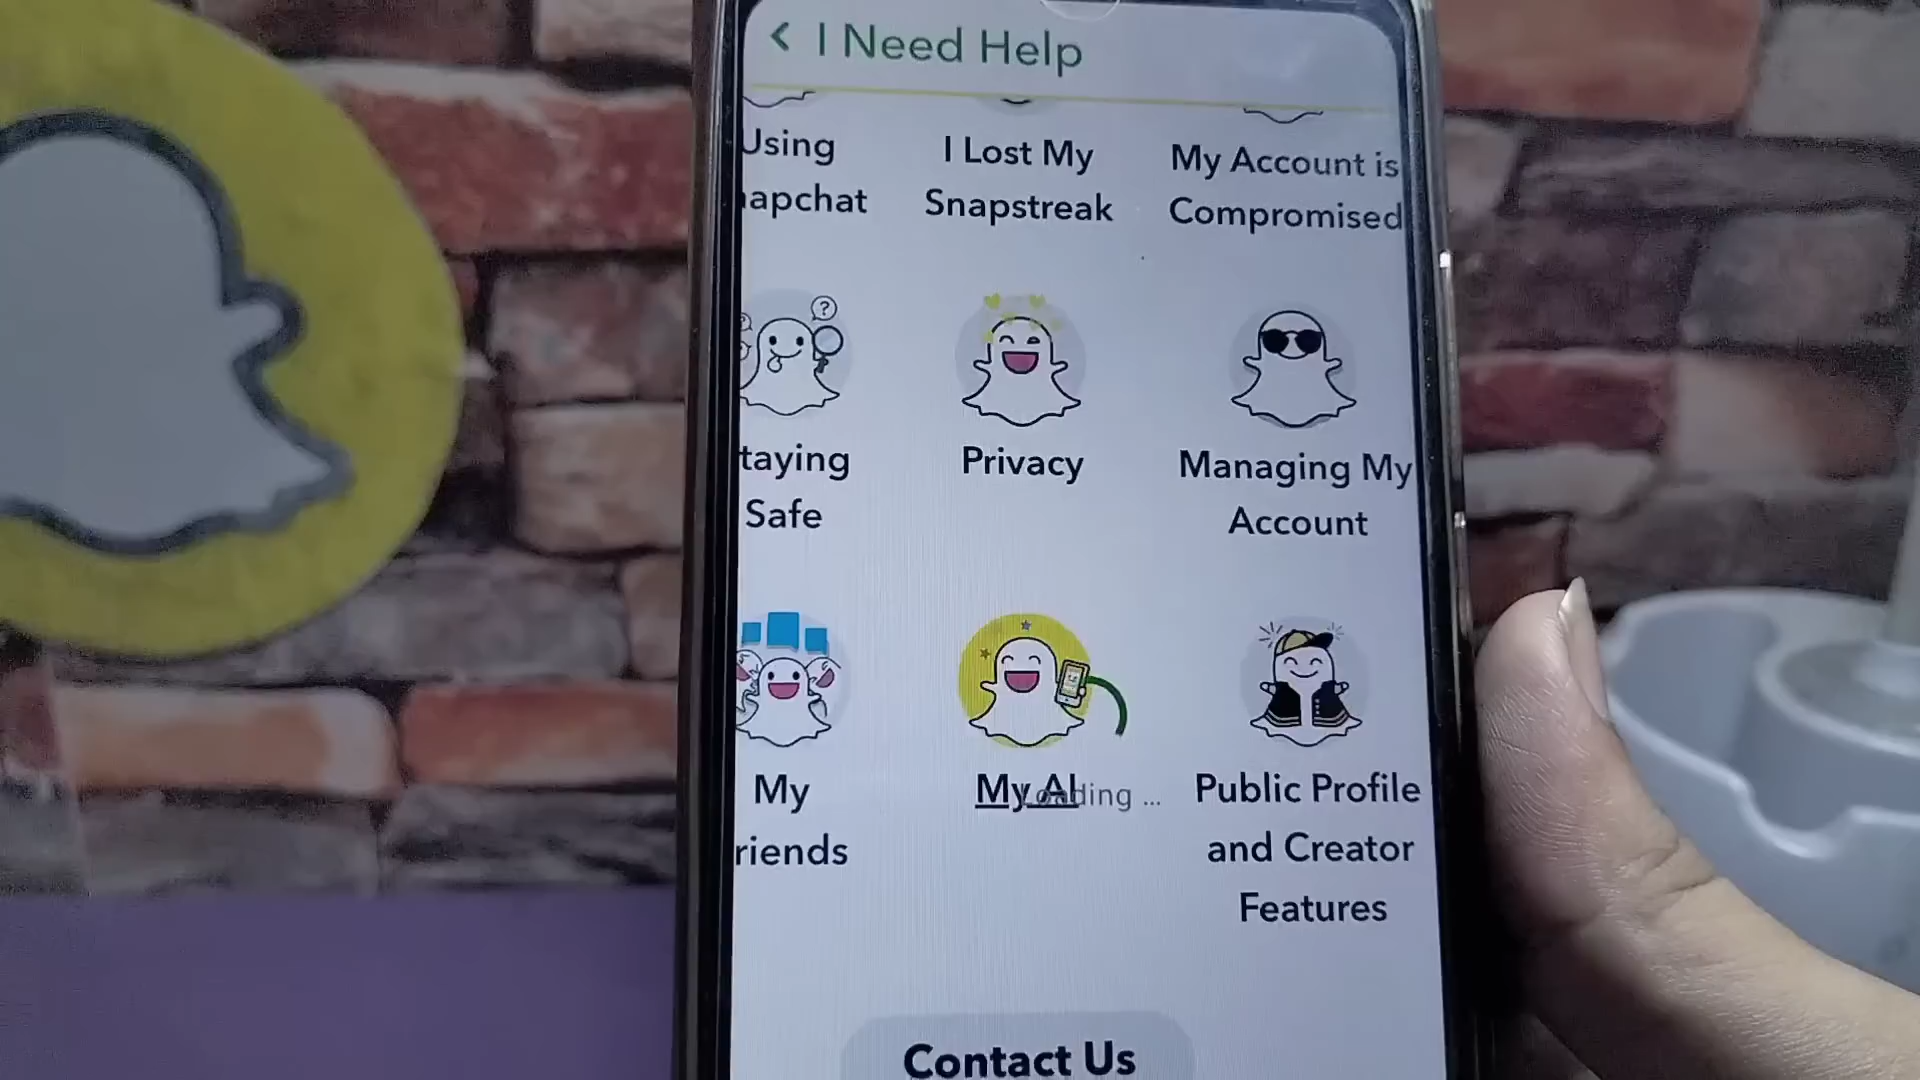 I Need Help
Using
apchat
I Lost My
Snapstreak
My Account is
Compromised
taying
Safe
Privacy
Managing My
Account
My
riends
My AI
ding ...
Public Profile
and Creator
Features
Contact Us